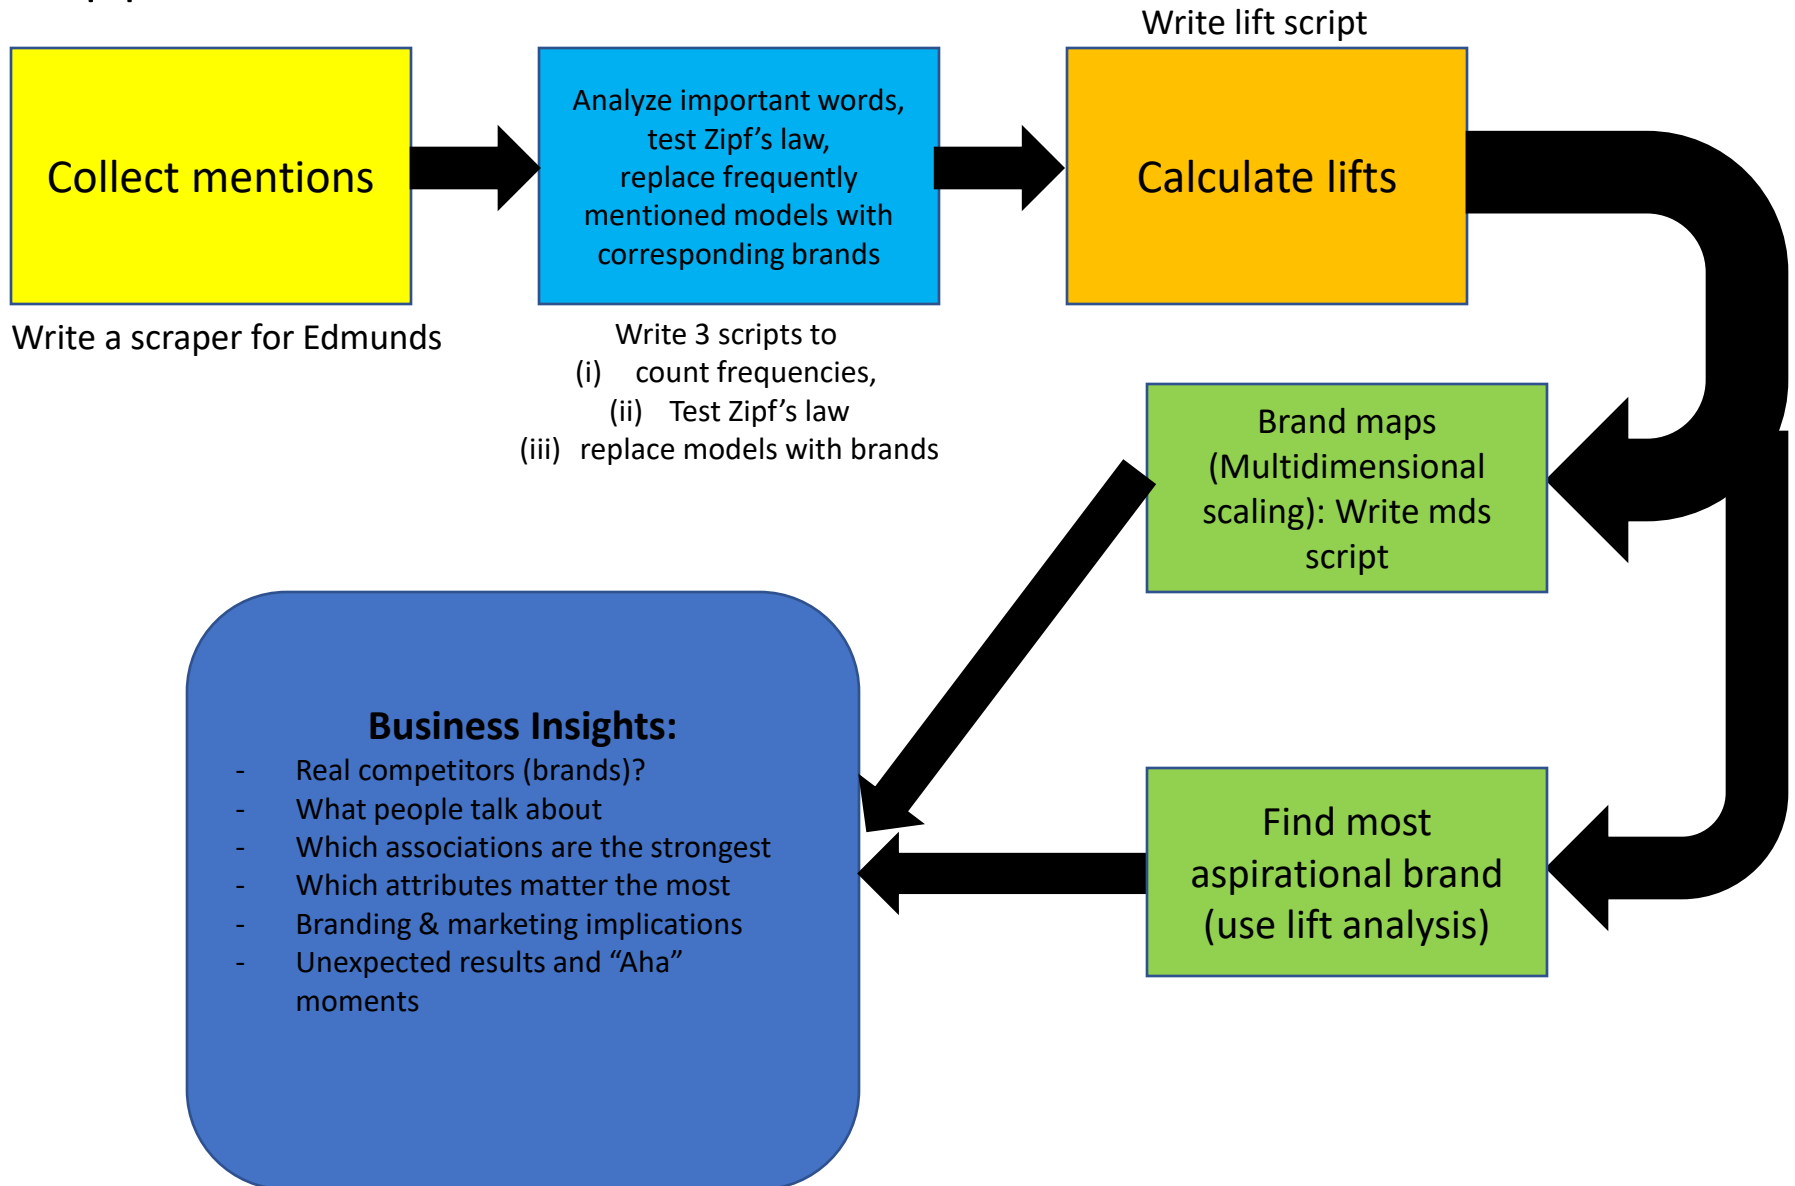 Write lift script
Collect mentions
Analyze important words,
test Zipf’s law,
replace frequently
mentioned models with
corresponding brands
Calculate lifts
Write a scraper for Edmunds
Write 3 scripts to
(i) count frequencies,
(ii) Test Zipf’s law
(iii) replace models with brands
Brand maps
(Multidimensional
scaling): Write mds
script
Business Insights:
- Real competitors (brands)?
- What people talk about
- Which associations are the strongest
- Which attributes matter the most
- Branding & marketing implications
- Unexpected results and “Aha”
moments
Find most
aspirational brand
(use lift analysis)